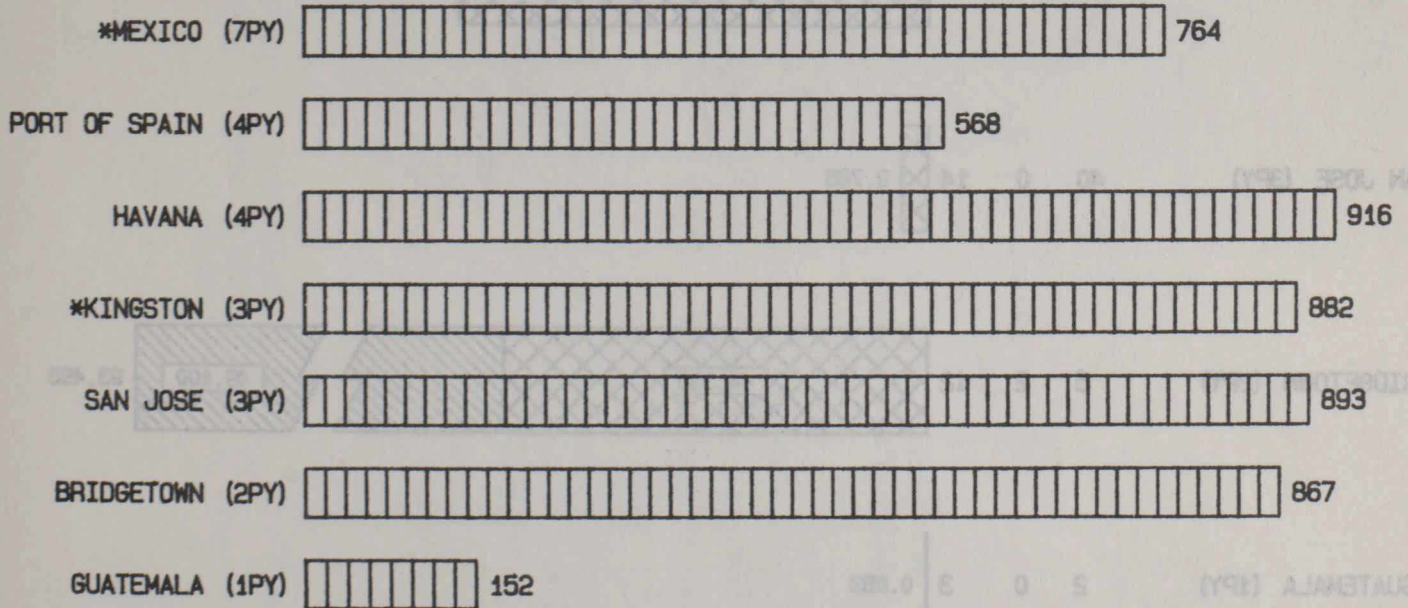 *MEXICO (7PY) 764
PORT OF SPAIN (4PY) 568
HAVANA (4PY) 916
*KINGSTON (3PY) 882
SAN JOSE (3PY) 893
BRIDGETOWN (2PY) 867
GUATEMALA (1PY) 152